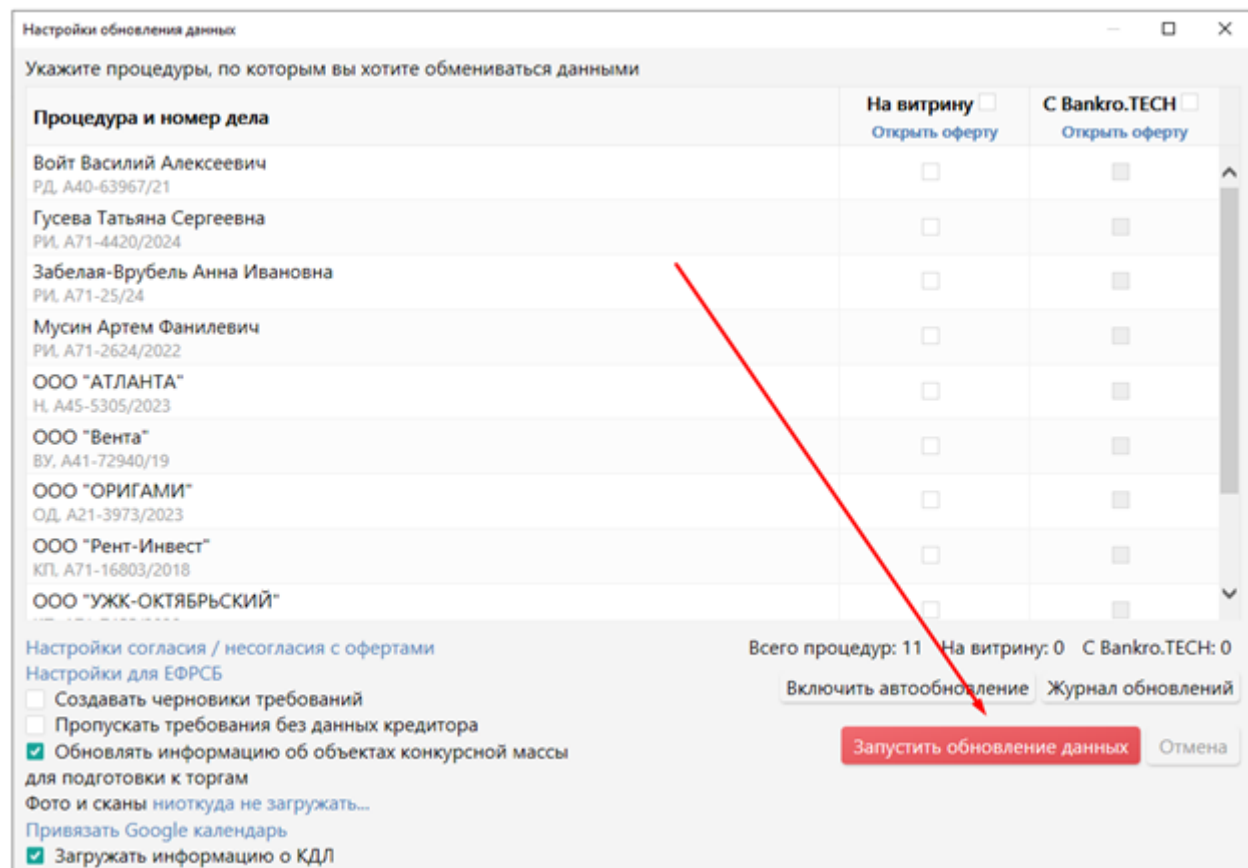 Настройки обновления данных
Укажите процедуры, по которым вы хотите обмениваться данными
Процедура и номер дела
На витрину
С Bankro.TECH
Открыть оферту
Открыть оферту
Войт Василий Алексеевич
РД, А40-63967/21
Гусева Татьяна Сергеевна
РИ, А71-4420/2024
Забелая-Врубель Анна Ивановна
РИ, А71-25/24
Мусин Артем Фанилевич
РИ, А71-2624/2022
ООО "АТЛАНТА"
Н, А45-5305/2023
ООО "Вента"
ВУ, А41-72940/19
ООО "ОРИГАМИ"
ОД, А21-3973/2023
ООО "Рент-Инвест"
КП, А71-16803/2018
ООО "УЖК-ОКТЯБРЬСКИЙ"
Настройки согласия / несогласия с офертами
Всего процедур: 11 На витрину: 0 С Bankro.TECH: 0
Настройки для ЕФРСБ
Включить автообновление
Журнал обновлений
Создавать черновики требований
Пропускать требования без данных кредитора
Запустить обновление данных
Отмена
Обновлять информацию об объектах конкурсной массы
для подготовки к торгам
Фото и сканы ниоткуда не загружать...
Привязать Google календарь
Загружать информацию о КДЛ